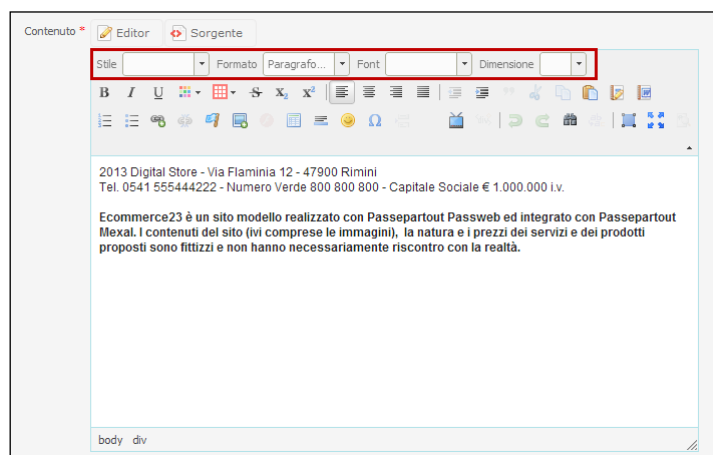 Contenuto * Editor Sorgente
Stile Formato Paragrafo... Font Dimensione
B I U S X₂ X²
Ω
2013 Digital Store - Via Flaminia 12 - 47900 Rimini
Tel. 0541 555444222 - Numero Verde 800 800 800 - Capitale Sociale € 1.000.000 i.v.
Ecommerce23 è un sito modello realizzato con Passepartout Passweb ed integrato con Passepartout
Mexal. I contenuti del sito (ivi comprese le immagini), la natura e i prezzi dei servizi e dei prodotti
proposti sono fittizzi e non hanno necessariamente riscontro con la realtà.
body div